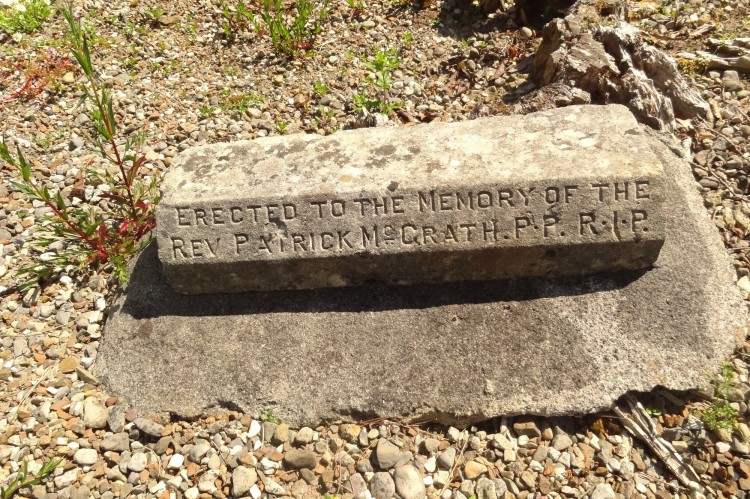 ERECTED TO THE MEMORY OF THE
REV PATRICK MCGRATH. P.P. R.I.P.